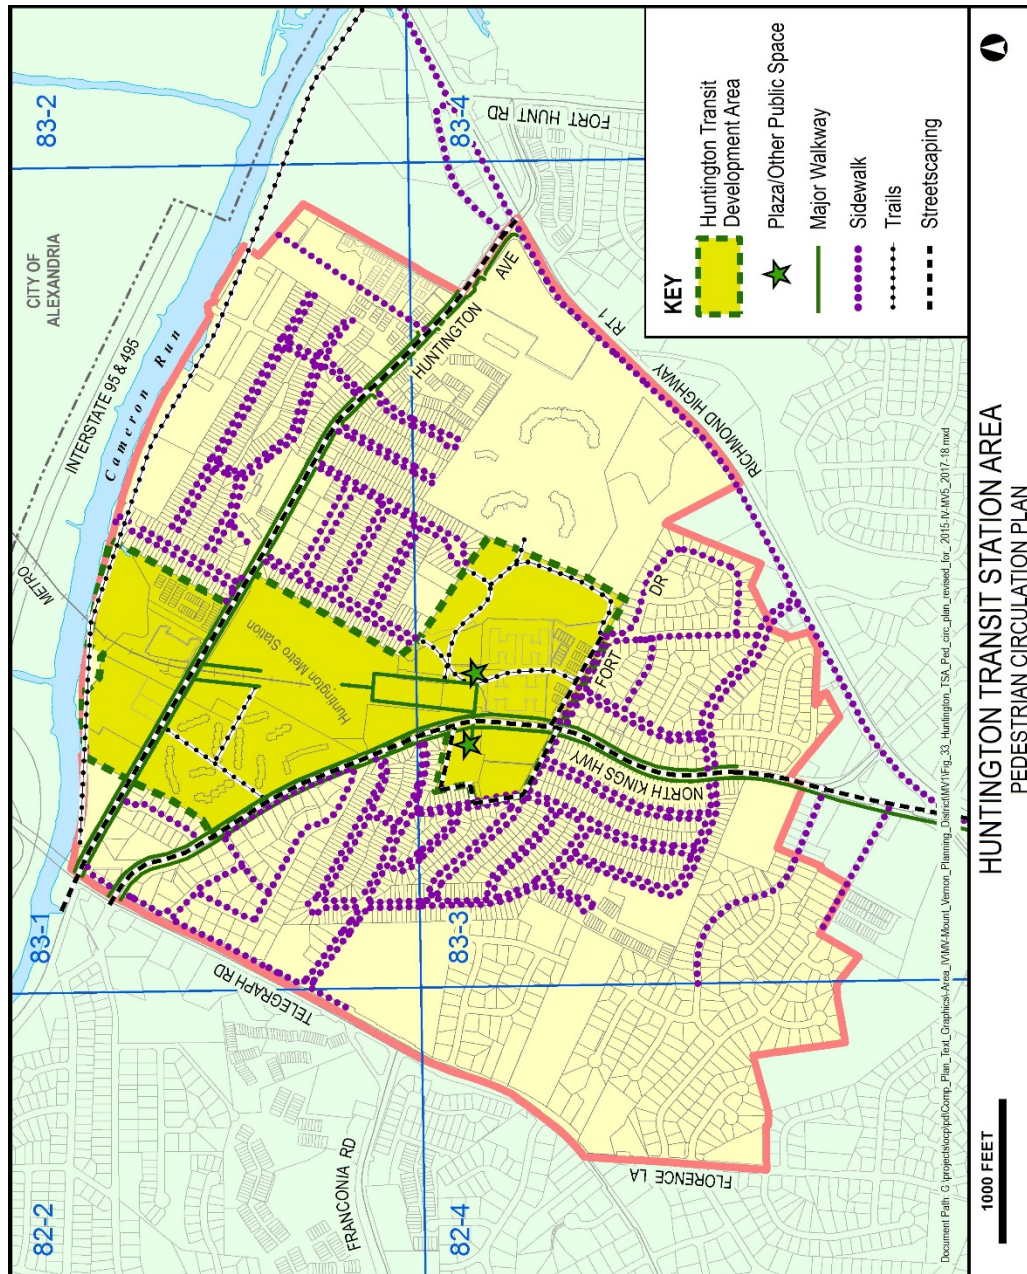 83-2
CITY OF
ALEXANDRIA
INTERSTATE 95 & 495
Cameron Run
METRO
83-1
82-2
83-4
FORT HUNT RD
HUNTINGTON AVE
RT 1
RICHMOND HIGHWAY
Huntington Metro Station
FORT DR
NORTH KINGS HWY
83-3
TELEGRAPH RD
FRANCONIA RD
82-4
FLORENCE LA
KEY
Huntington Transit
Development Area
Plaza/Other Public Space
Major Walkway
Sidewalk
Trails
Streetscaping
HUNTINGTON TRANSIT STATION AREA
PEDESTRIAN CIRCULATION PLAN
1000 FEET